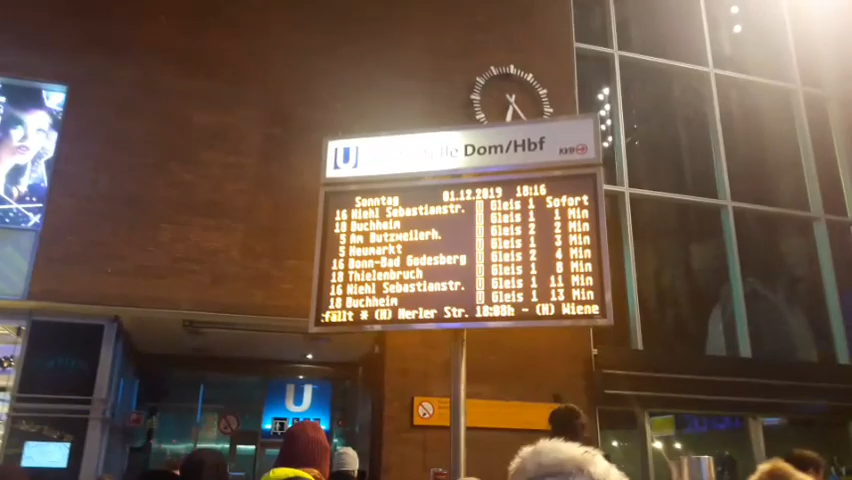 U Dom/Hbf KVB
Sonntag 01.12.2019 18:16
16 Niehl Sebastianstr. U Gleis 1 Sofort
18 Buchheim U Gleis 1 1 Min
5 Am Butzweilerh. U Gleis 2 2 Min
5 Heumarkt U Gleis 1 3 Min
16 Bonn-Bad Godesberg U Gleis 2 4 Min
18 Thielenbruch U Gleis 1 8 Min
16 Niehl Sebastianstr. U Gleis 1 11 Min
18 Buchheim U Gleis 1 13 Min
fällt * (H) Herler Str. 18:08h - (H) Wiene
U